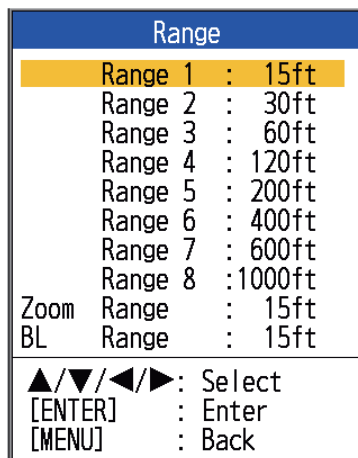 Range
Range 1 : 15ft
Range 2 : 30ft
Range 3 : 60ft
Range 4 : 120ft
Range 5 : 200ft
Range 6 : 400ft
Range 7 : 600ft
Range 8 :1000ft
Zoom Range : 15ft
BL Range : 15ft
▲/▼/◀/▶: Select
[ENTER] : Enter
[MENU] : Back